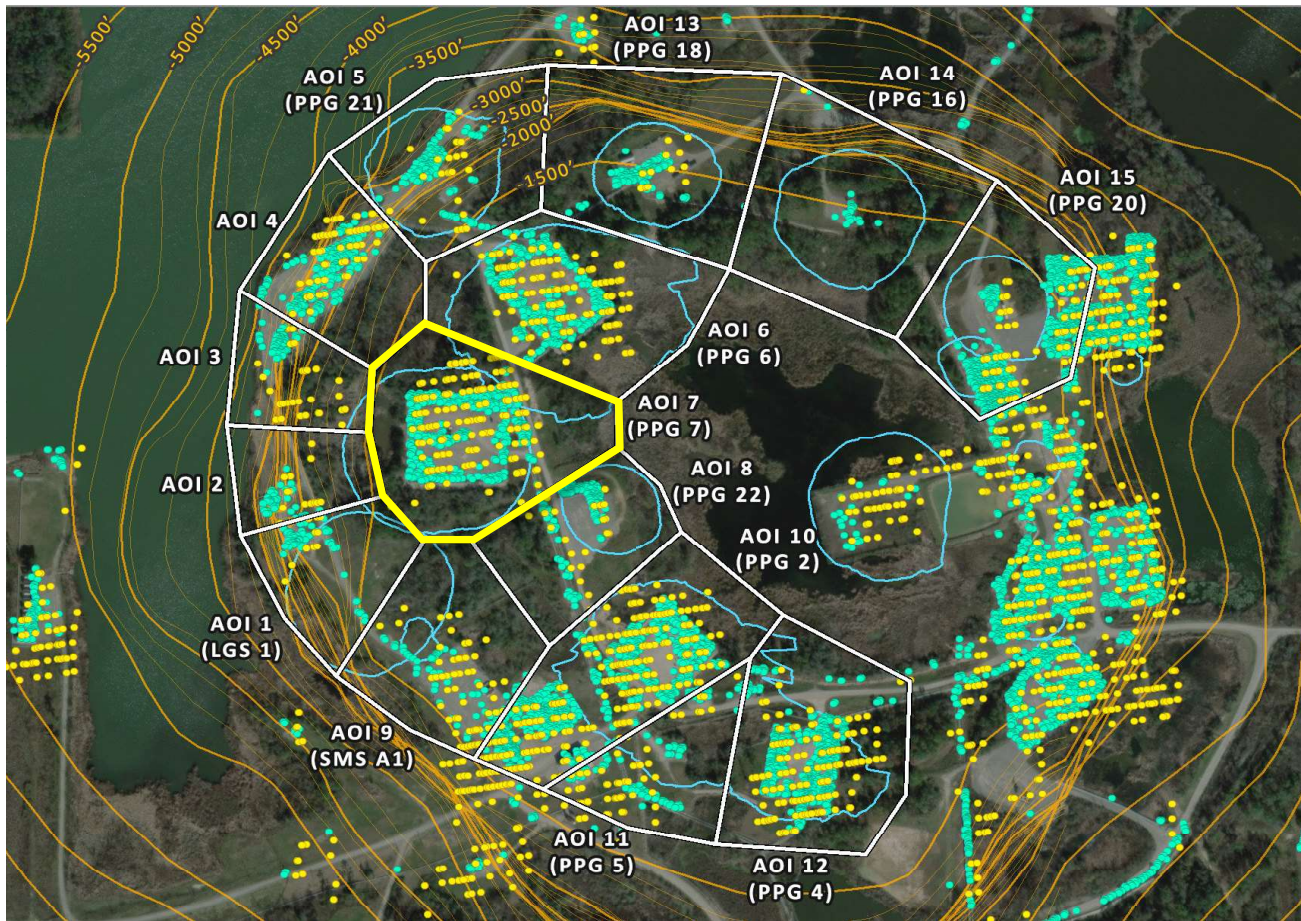 -5500'
-5000'
-4500'
-4000'
-3500'
-3000'
-2500'
-2000'
-1500'
AOI 13
(PPG 18)
AOI 5
(PPG 21)
AOI 14
(PPG 16)
AOI 15
(PPG 20)
AOI 4
AOI 3
AOI 6
(PPG 6)
AOI 7
(PPG 7)
AOI 2
AOI 8
(PPG 22)
AOI 10
(PPG 2)
AOI 1
(LGS 1)
AOI 9
(SMS A1)
AOI 11
(PPG 5)
AOI 12
(PPG 4)